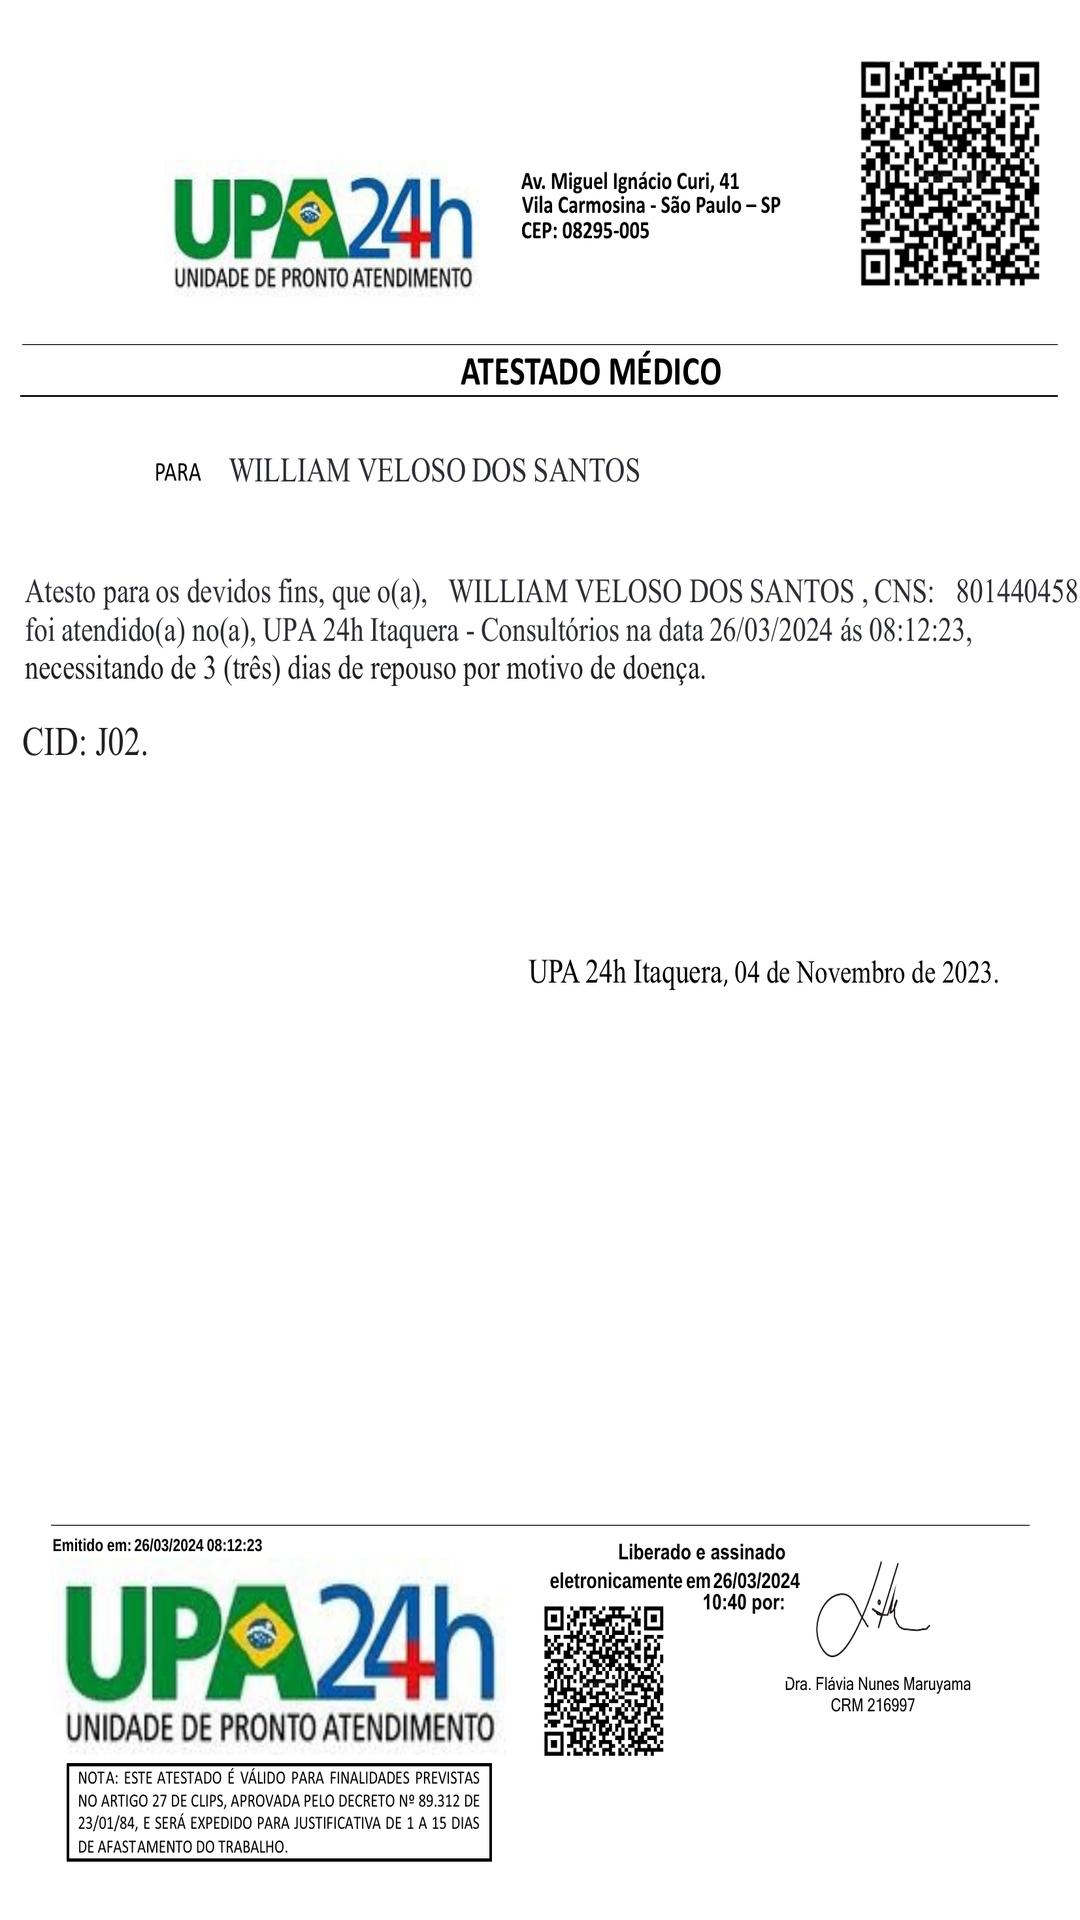 Av. Miguel Ignácio Curi, 41
Vila Carmosina - São Paulo – SP
CEP: 08295-005
UPA24h
UNIDADE DE PRONTO ATENDIMENTO
ATESTADO MÉDICO
PARA WILLIAM VELOSO DOS SANTOS
Atesto para os devidos fins, que o(a), WILLIAM VELOSO DOS SANTOS , CNS: 801440458
foi atendido(a) no(a), UPA 24h Itaquera - Consultórios na data 26/03/2024 ás 08:12:23,
necessitando de 3 (três) dias de repouso por motivo de doença.
CID: J02.
UPA 24h Itaquera, 04 de Novembro de 2023.
Emitido em: 26/03/2024 08:12:23
UPA24h
UNIDADE DE PRONTO ATENDIMENTO
NOTA: ESTE ATESTADO É VÁLIDO PARA FINALIDADES PREVISTAS
NO ARTIGO 27 DE CLIPS, APROVADA PELO DECRETO Nº 89.312 DE
23/01/84, E SERÁ EXPEDIDO PARA JUSTIFICATIVA DE 1 A 15 DIAS
DE AFASTAMENTO DO TRABALHO.
Liberado e assinado
eletronicamente em 26/03/2024
10:40 por:
Dra. Flávia Nunes Maruyama
CRM 216997